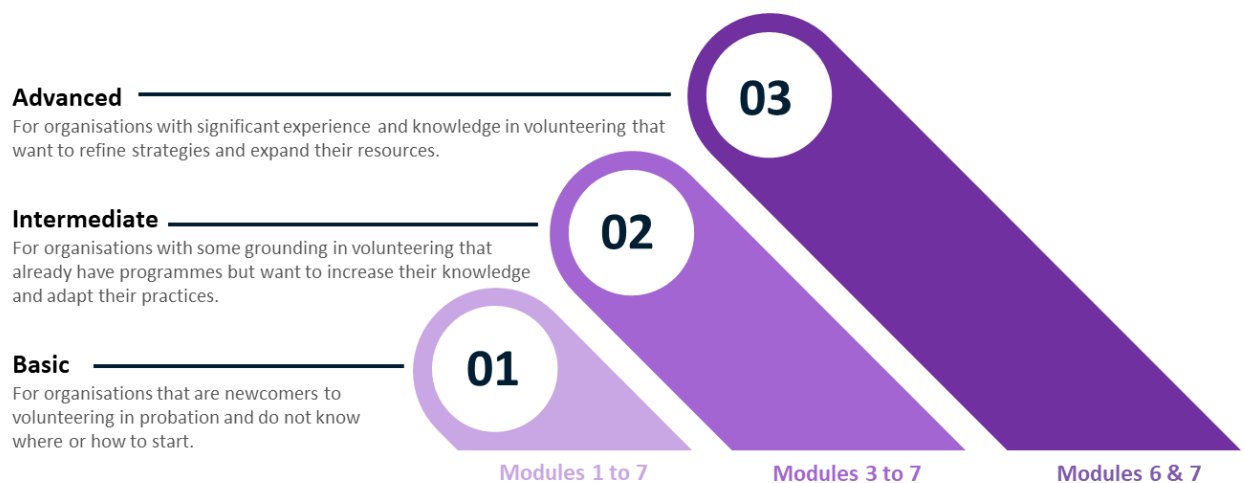 Advanced
For organisations with significant experience and knowledge in volunteering that
want to refine strategies and expand their resources.
03
Intermediate
For organisations with some grounding in volunteering that
already have programmes but want to increase their knowledge
and adapt their practices.
02
Basic
For organisations that are newcomers to
volunteering in probation and do not know
where or how to start.
01
Modules 1 to 7
Modules 3 to 7
Modules 6 & 7